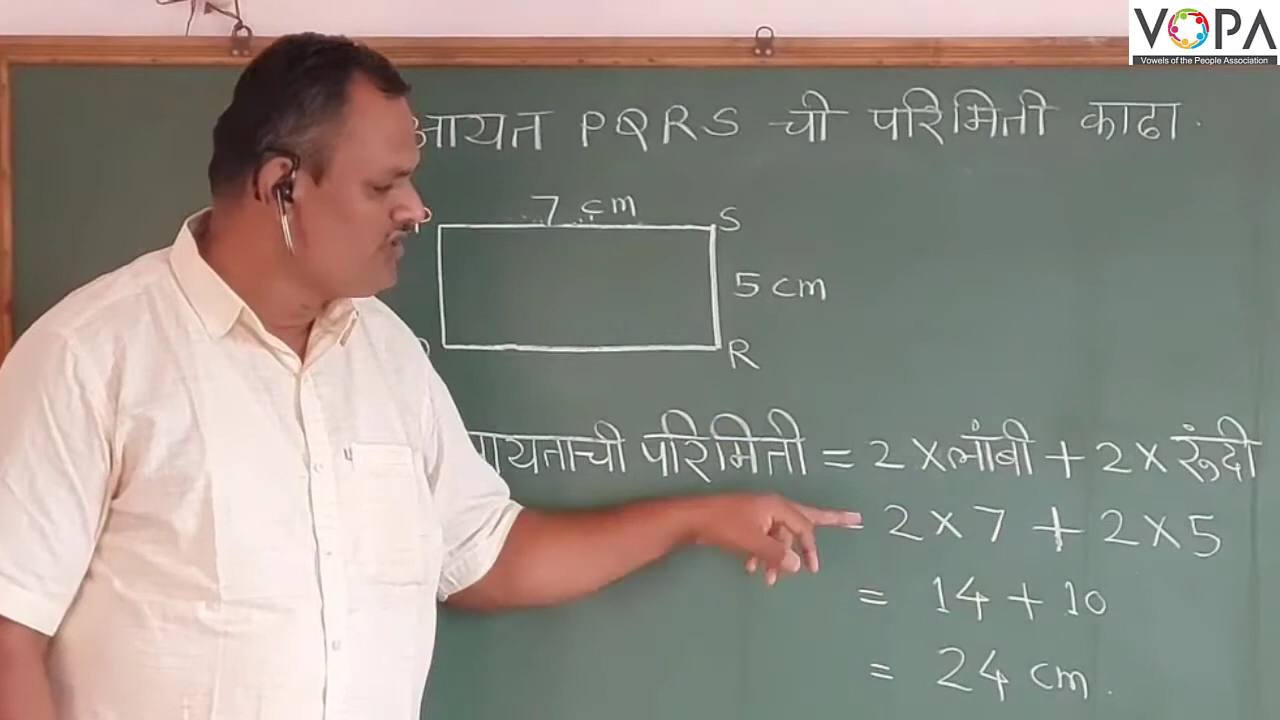 VOPA
Vowels of the People Association
आयत PQRS ची परिमिती काढा.
7 cm
P S
5 cm
R
आयताची परिमिती = 2 × लांबी + 2 × रुंदी
= 2 × 7 + 2 × 5
= 14 + 10
= 24 cm.